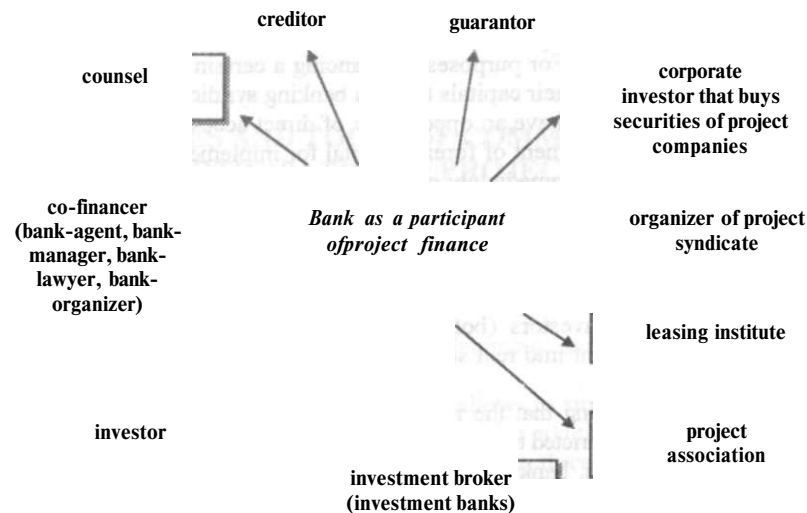 creditor
guarantor
counsel
corporate
investor that buys
securities of project
companies
co-financer
(bank-agent, bank-
manager, bank-
lawyer, bank-
organizer)
Bank as a participant
ofproject finance
organizer of project
syndicate
leasing institute
investor
project
association
investment broker
(investment banks)